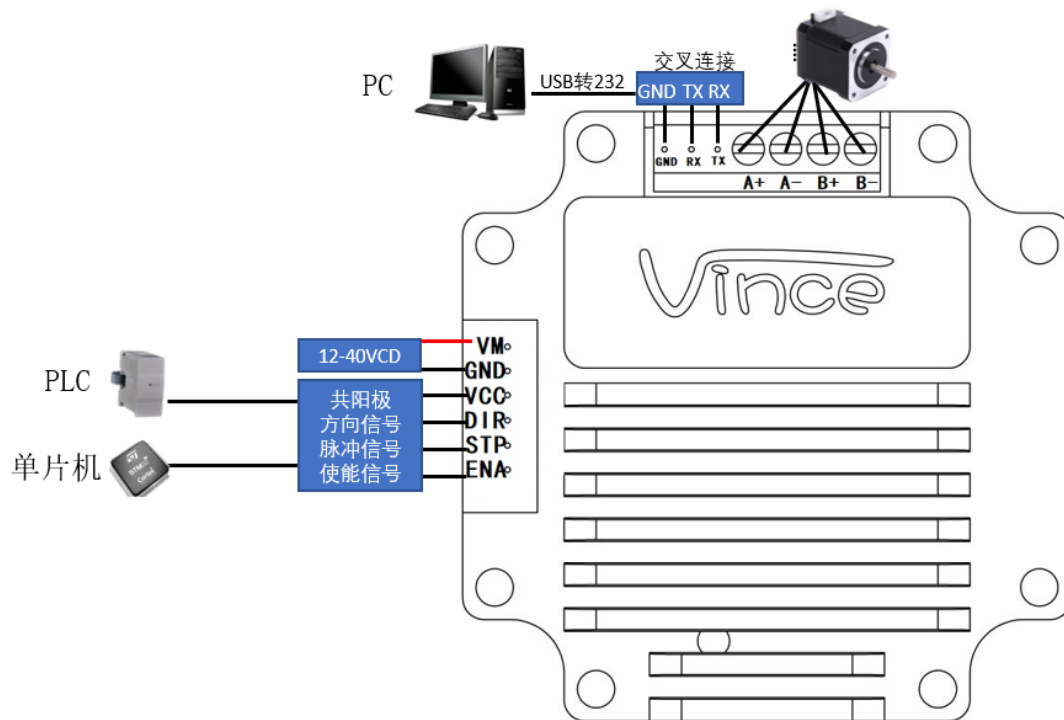 PC
USB转232
交叉连接
GND TX RX
GND RX TX
A+ A- B+ B-
Vince
12-40VCD
VM
GND
VCC
DIR
STP
ENA
PLC
单片机
共阳极
方向信号
脉冲信号
使能信号